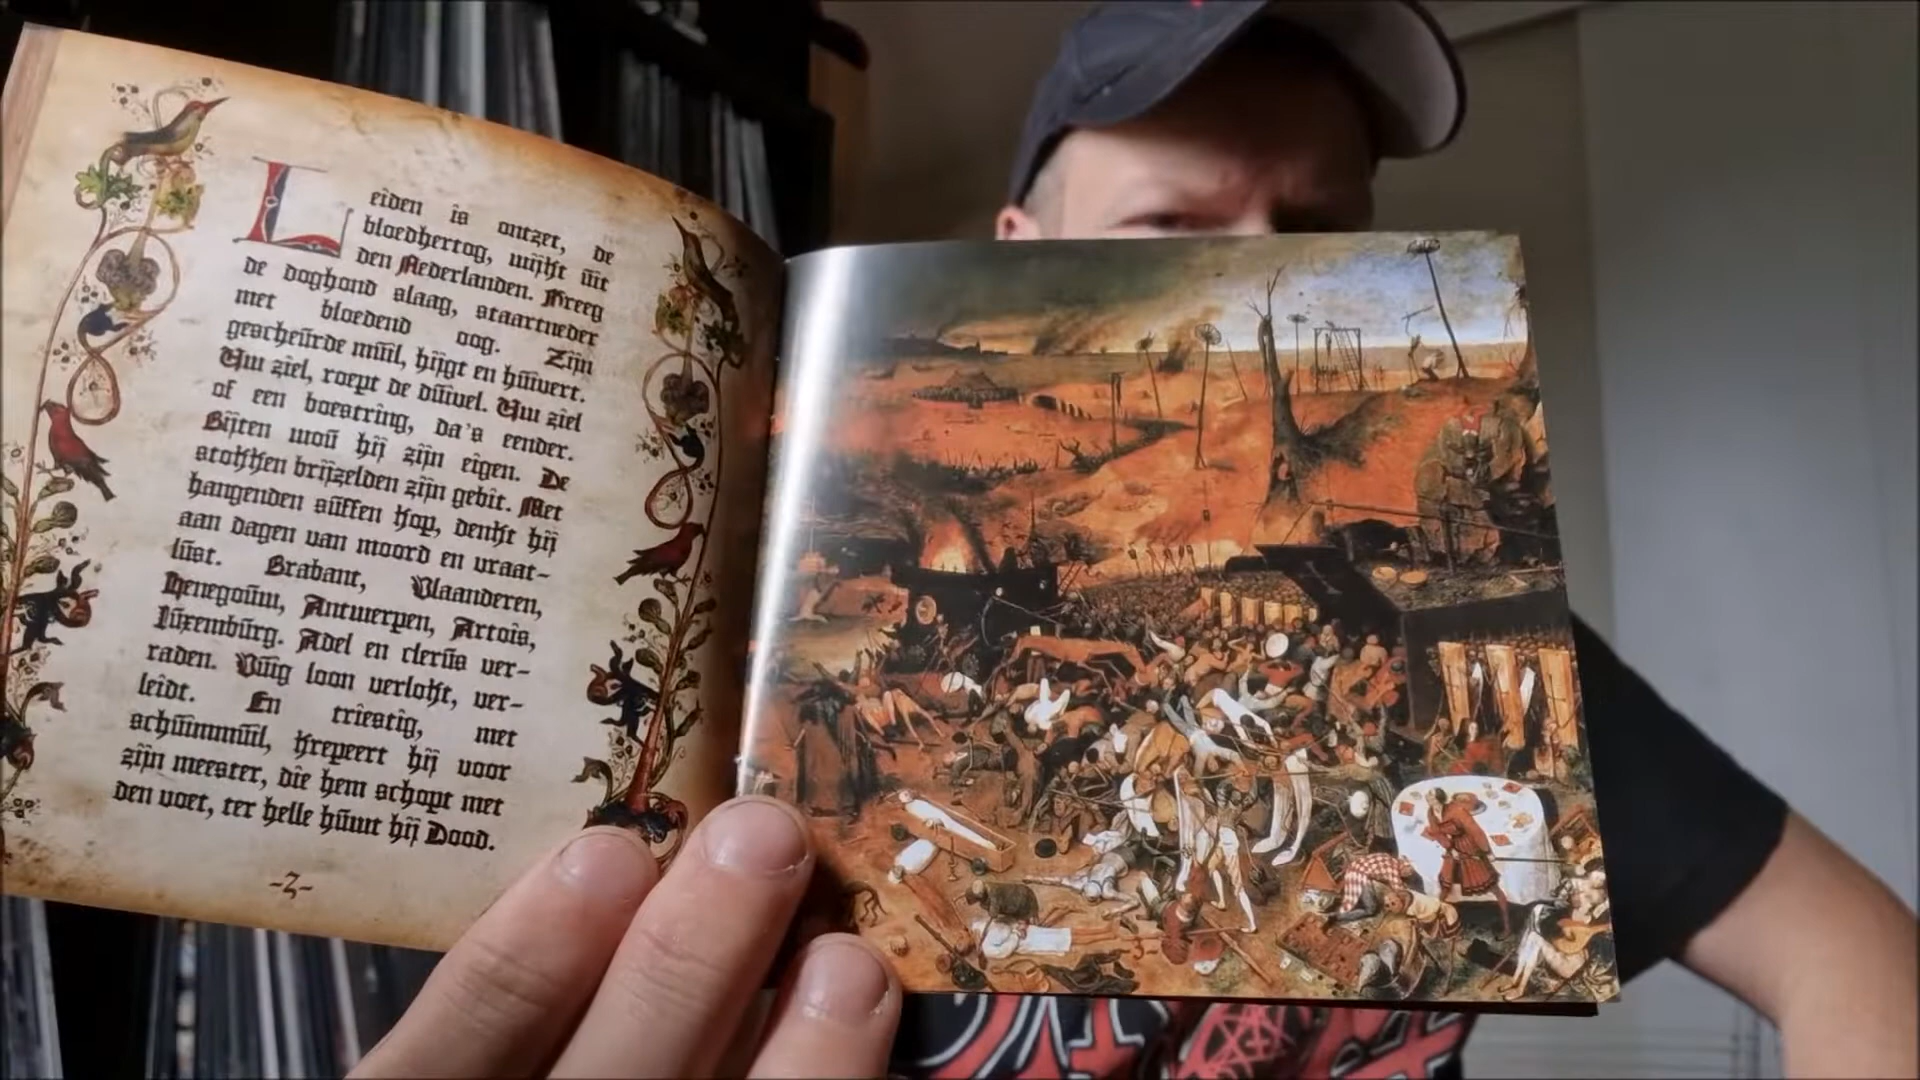 Leiden is ontzet, de
bloedhertog, wijkt uit
den Nederlanden. Kreeg
de doghond slaag, staartneder
met bloedend oog. Zijn
gescheurde muil, hijgt en huivert.
Uw ziel, roept de duivel. Uw ziel
of een boestring, da's eender.
Bijten mou hij zijn eigen. De
stokken brijzelden zijn gebit. Met
hangenden suffen kop, denkt hij
aan dagen van moord en vraat-
lust. Brabant, Vlaanderen,
Henegouw, Antwerpen, Artois,
Luxemburg. Adel en clerus ver-
raden. Vuig loon verlokt, ver-
leidt. En triestig, met
schuimmuil, krepeert hij voor
zijn meester, die hem schopt met
den voet, ter helle huwt hij Dood.
-2-